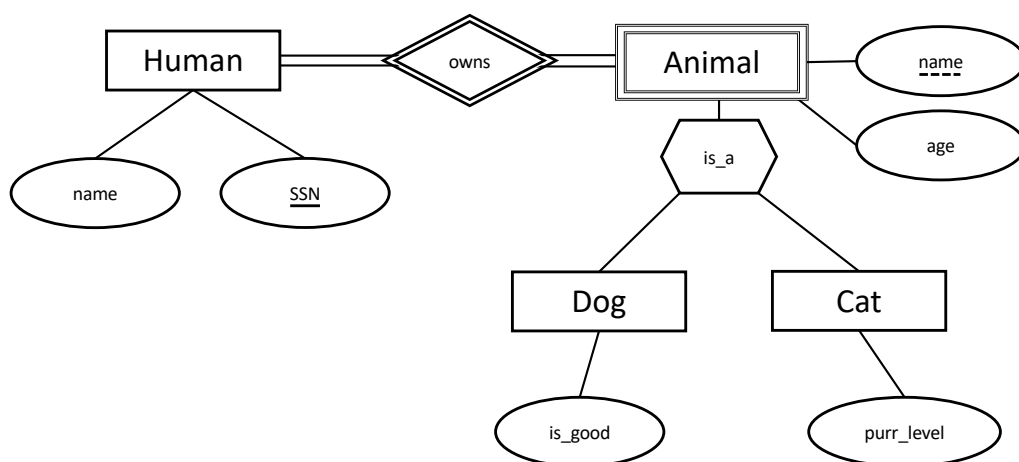 Human
owns
Animal
name
age
is_a
name
SSN
Dog
Cat
is_good
purr_level